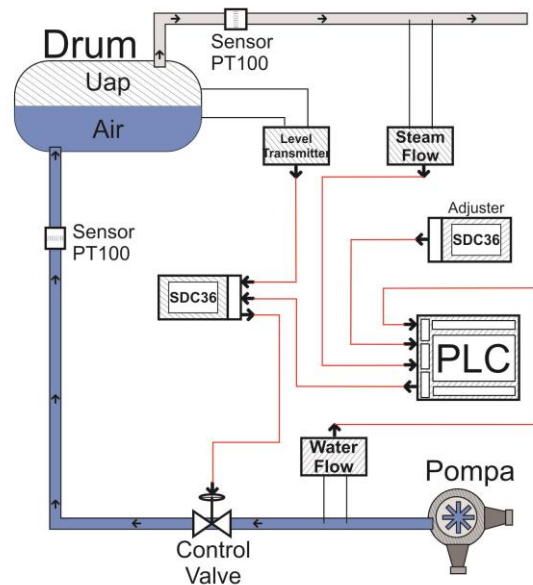 Drum
Sensor
PT100
Uap
Air
Level
Transmitter
Steam
Flow
Adjuster
SDC36
Sensor
PT100
SDC36
PLC
Water
Flow
Pompa
Control
Valve